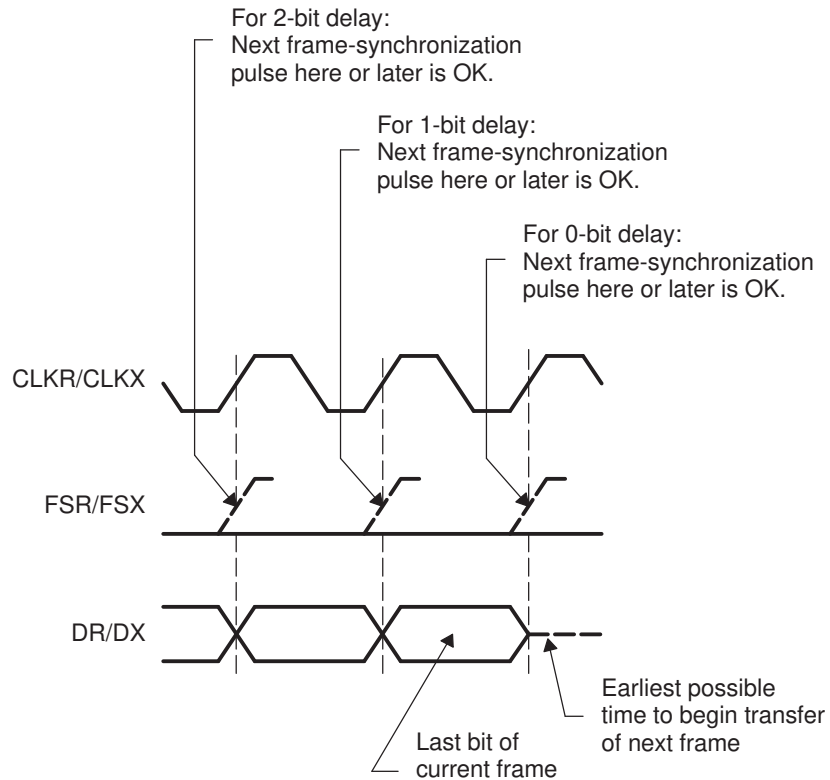 For 2-bit delay:
Next frame-synchronization
pulse here or later is OK.
For 1-bit delay:
Next frame-synchronization
pulse here or later is OK.
For 0-bit delay:
Next frame-synchronization
pulse here or later is OK.
CLKR/CLKX
FSR/FSX
DR/DX
Earliest possible
time to begin transfer
of next frame
Last bit of
current frame